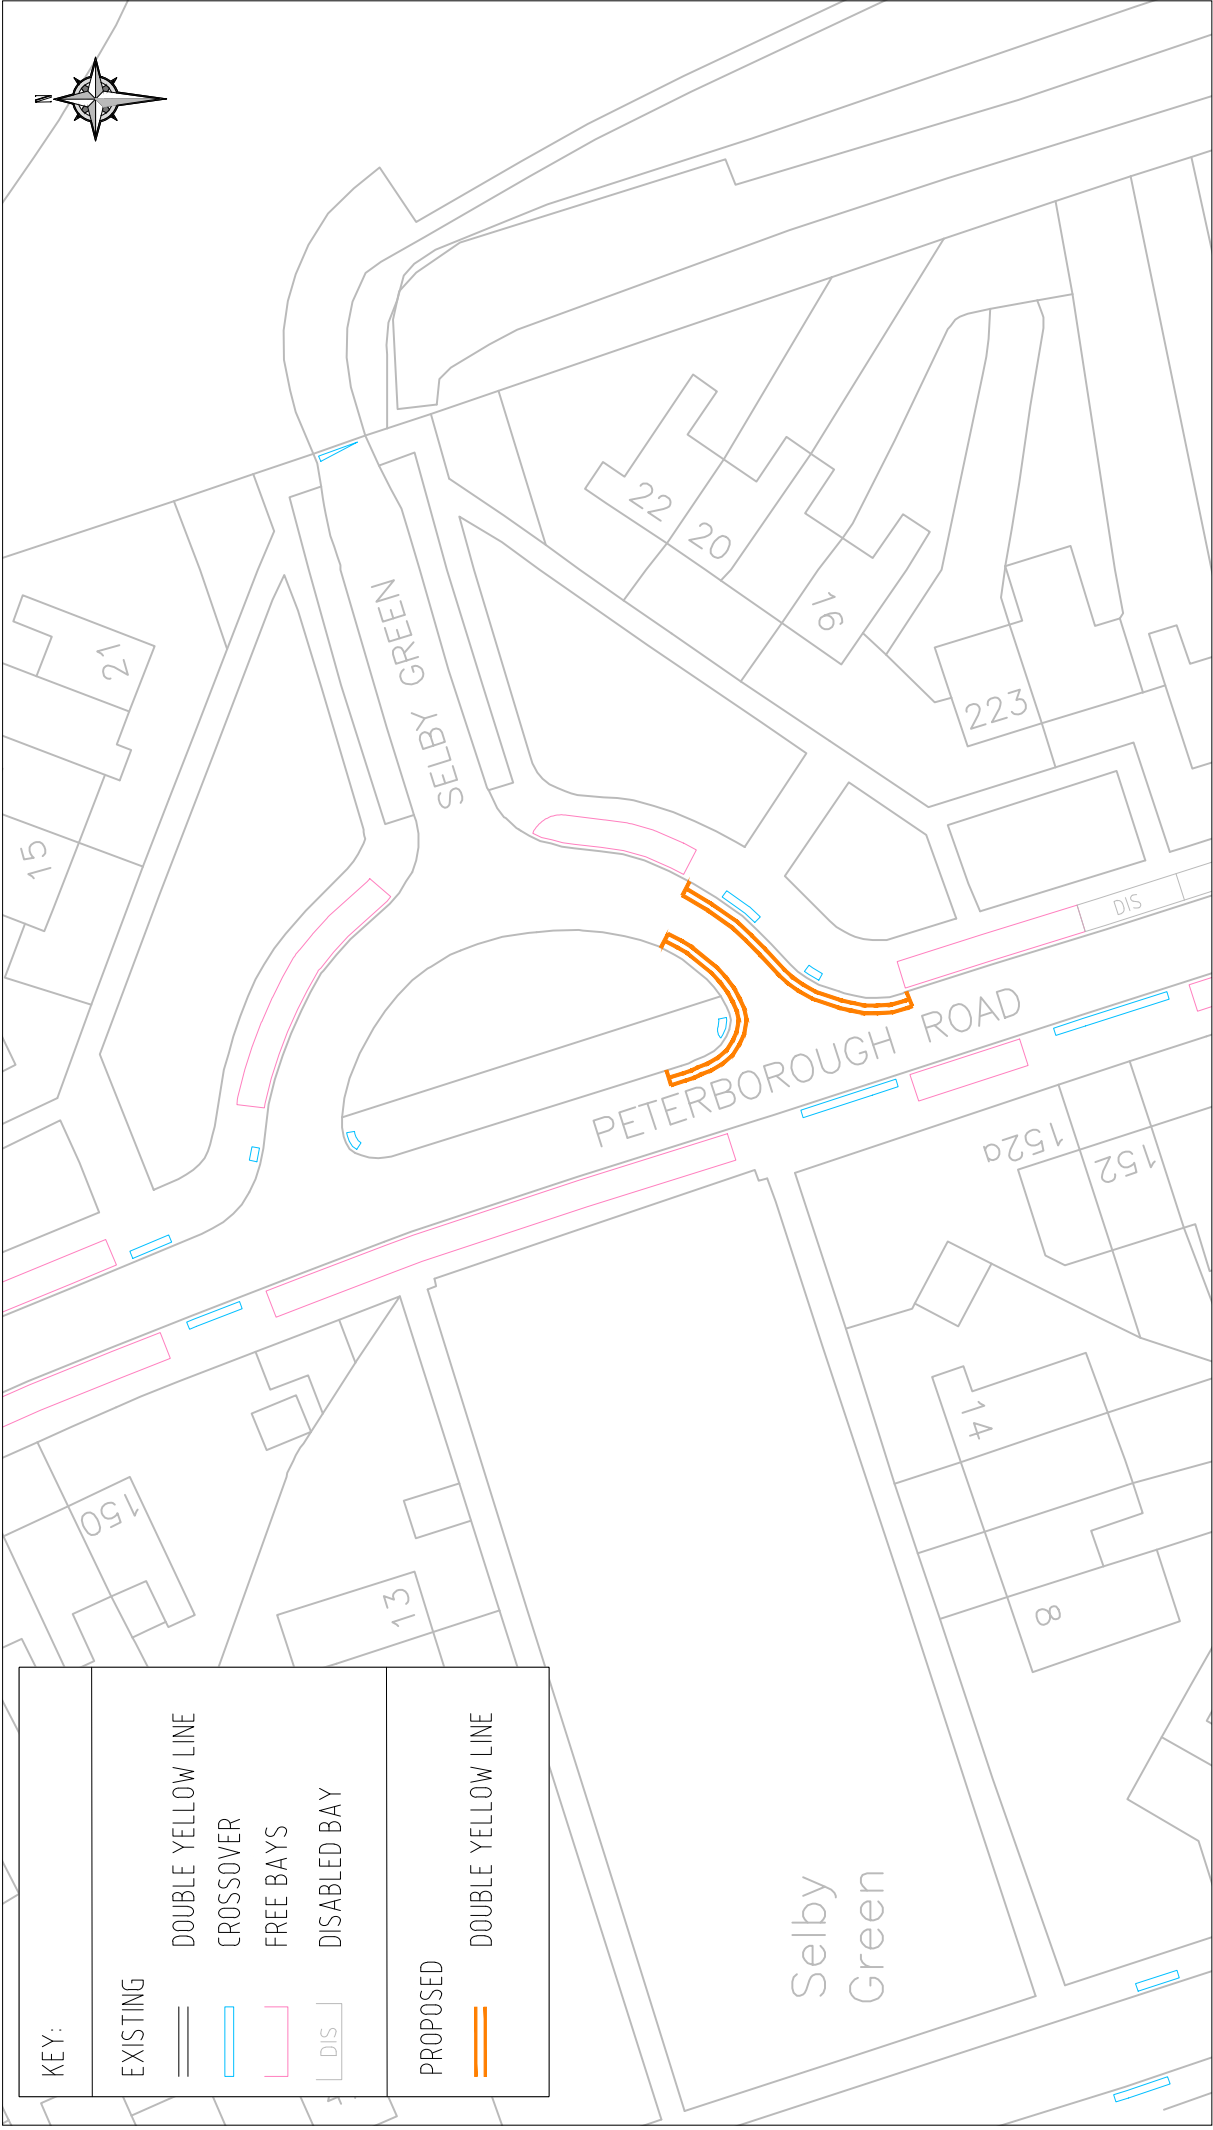 N
KEY:
EXISTING
DOUBLE YELLOW LINE
CROSSOVER
FREE BAYS
DIS
DISABLED BAY
PROPOSED
DOUBLE YELLOW LINE
21
15
SELBY GREEN
22
20
16
223
DIS
PETERBOROUGH ROAD
152a
152
150
13
14
8
Selby
Green